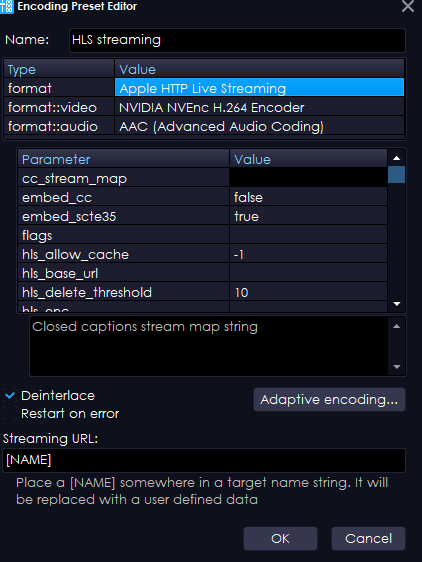 Encoding Preset Editor
Name: HLS streaming
Type Value
format Apple HTTP Live Streaming
format::video NVIDIA NVEnc H.264 Encoder
format::audio AAC (Advanced Audio Coding)
Parameter Value
cc_stream_map
embed_cc false
embed_scte35 true
flags
hls_allow_cache -1
hls_base_url
hls_delete_threshold 10
hls_enc
Closed captions stream map string
Deinterlace
Restart on error
Adaptive encoding...
Streaming URL:
[NAME]
Place a [NAME] somewhere in a target name string. It will
be replaced with a user defined data
OK Cancel